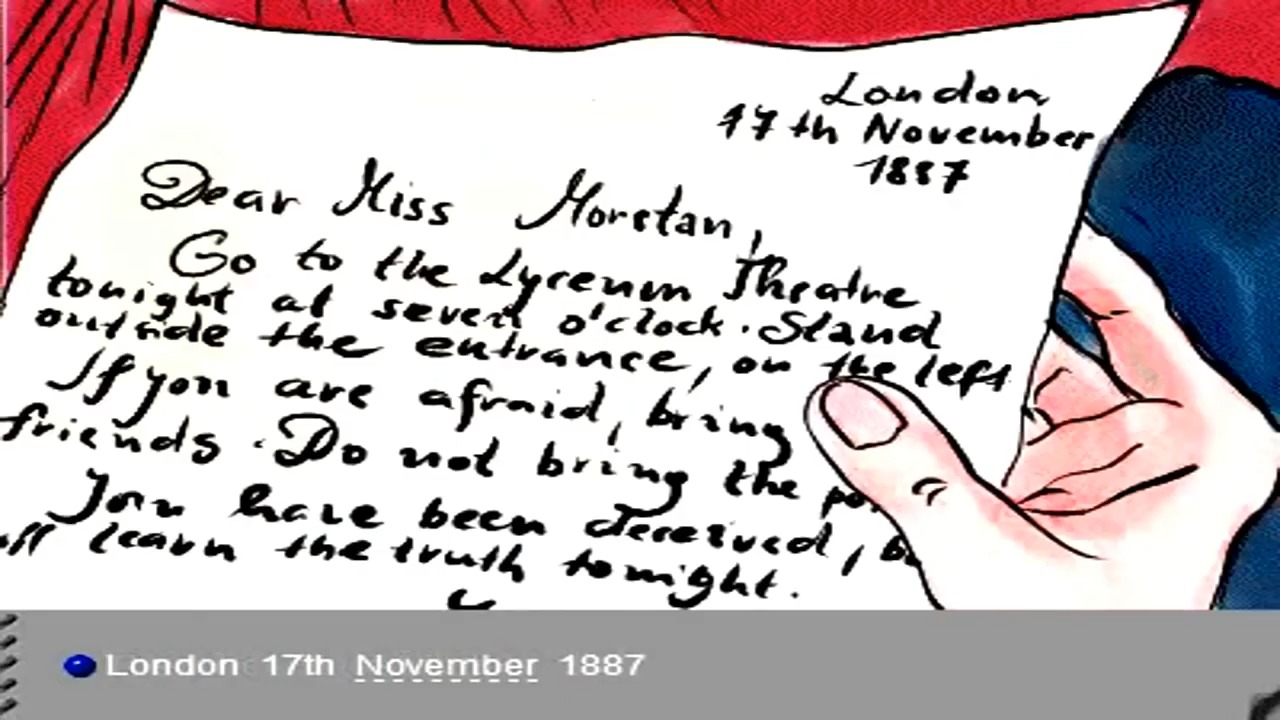 London
17th November
1887
Dear Miss Morstan,
Go to the Lyceum Theatre
tonight at seven o'clock. Stand
outside the entrance, on the left
If you are afraid, bring
friends. Do not bring the
You have been deceived,
learn the truth tonight.
London 17th November 1887